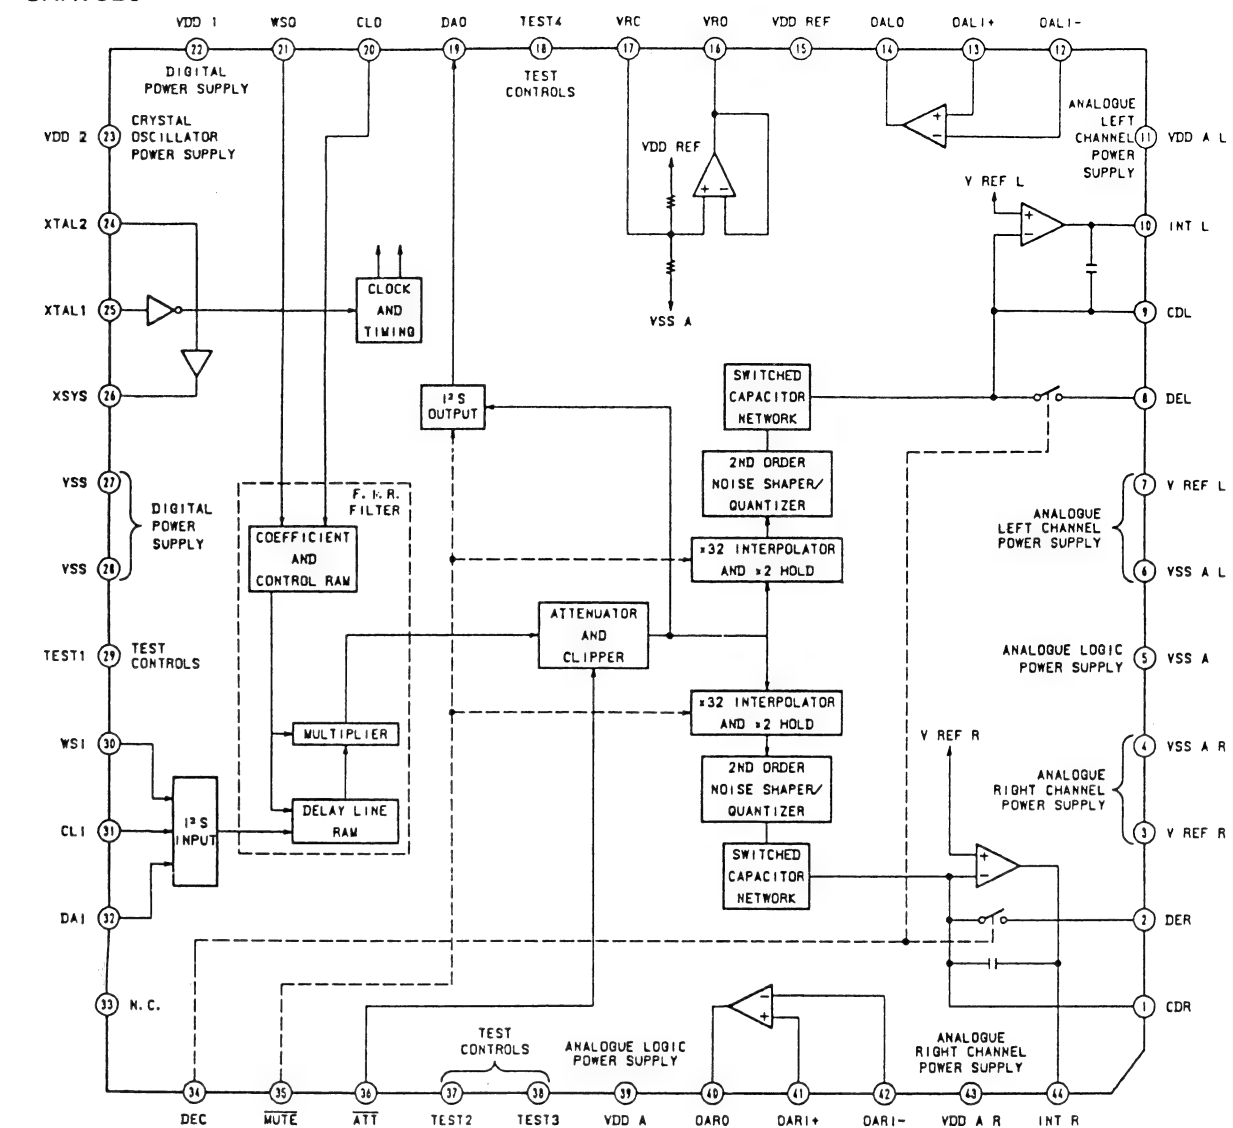 VDD 1
WSO
CLO
DAO
TEST4
VRC
VRO
VDD REF
OALO
OALI+
OALI-
22
21
20
19
18
17
16
15
14
13
12
DIGITAL
POWER SUPPLY
TEST
CONTROLS
VDD 2
23
CRYSTAL
OSCILLATOR
POWER SUPPLY
ANALOGUE
LEFT
CHANNEL
POWER
SUPPLY
11
VDD A L
+
-
VDD REF
+ -
VSS A
V REF L
+
-
10
INT L
XTAL2
24
XTAL1
25
CLOCK
AND
TIMING
9
CDL
XSYS
26
I²S
OUTPUT
SWITCHED
CAPACITOR
NETWORK
8
DEL
VSS
27
DIGITAL
POWER
SUPPLY
VSS
28
F.I.R.
FILTER
COEFFICIENT
AND
CONTROL RAM
2ND ORDER
NOISE SHAPER/
QUANTIZER
×32 INTERPOLATOR
AND ×2 HOLD
7
V REF L
ANALOGUE
LEFT CHANNEL
POWER SUPPLY
6
VSS A L
TEST1
29
TEST
CONTROLS
ATTENUATOR
AND
CLIPPER
ANALOGUE LOGIC
POWER SUPPLY
5
VSS A
×32 INTERPOLATOR
AND ×2 HOLD
WSI
30
MULTIPLIER
V REF R
4
VSS A R
ANALOGUE
RIGHT CHANNEL
POWER SUPPLY
3
V REF R
CLI
31
I²S
INPUT
DELAY LINE
RAM
2ND ORDER
NOISE SHAPER/
QUANTIZER
SWITCHED
CAPACITOR
NETWORK
+
-
DAI
32
2
DER
33
N.C.
-
+
1
CDR
TEST
CONTROLS
ANALOGUE LOGIC
POWER SUPPLY
ANALOGUE
RIGHT CHANNEL
POWER SUPPLY
34
35
36
37
38
39
40
41
42
43
44
DEC
MUTE
ATT
TEST2
TEST3
VDD A
OARO
OARI+
OARI-
VDD A R
INT R